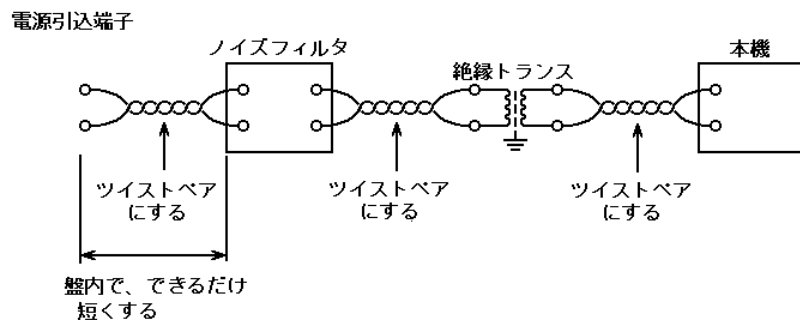 電源引込端子
ノイズフィルタ
絶縁トランス
本機
ツイストペア
にする
ツイストペア
にする
ツイストペア
にする
盤内で、できるだけ
短くする